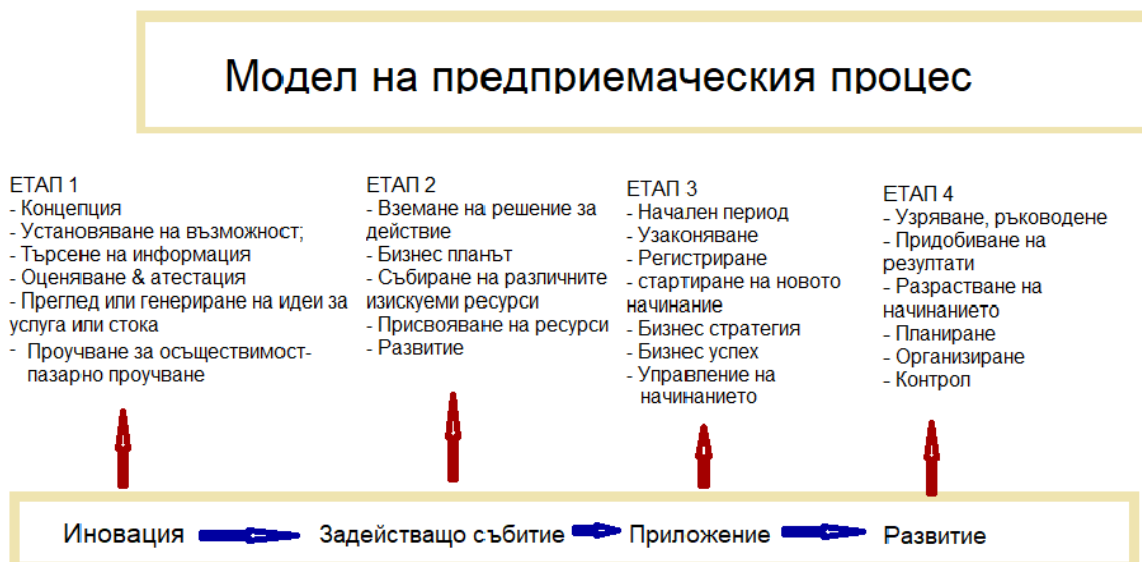 Модел на предприемаческия процес
ЕТАП 1
- Концепция
- Установяване на възможност;
- Търсене на информация
- Оценяване & атестация
- Преглед или генериране на идеи за
услуга или стока
- Проучване за осъществимост-
пазарно проучване
ЕТАП 2
- Вземане на решение за
действие
- Бизнес планът
- Събиране на различните
изискуеми ресурси
- Присвояване на ресурси
- Развитие
ЕТАП 3
- Начален период
- Узаконяване
- Регистриране
- стартиране на новото
начинание
- Бизнес стратегия
- Бизнес успех
- Управление на
начинанието
ЕТАП 4
- Узряване, ръководене
- Придобиване на
резултати
- Разрастване на
начинанието
- Планиране
- Организиране
- Контрол
Иновация Задействащо събитие Приложение Развитие